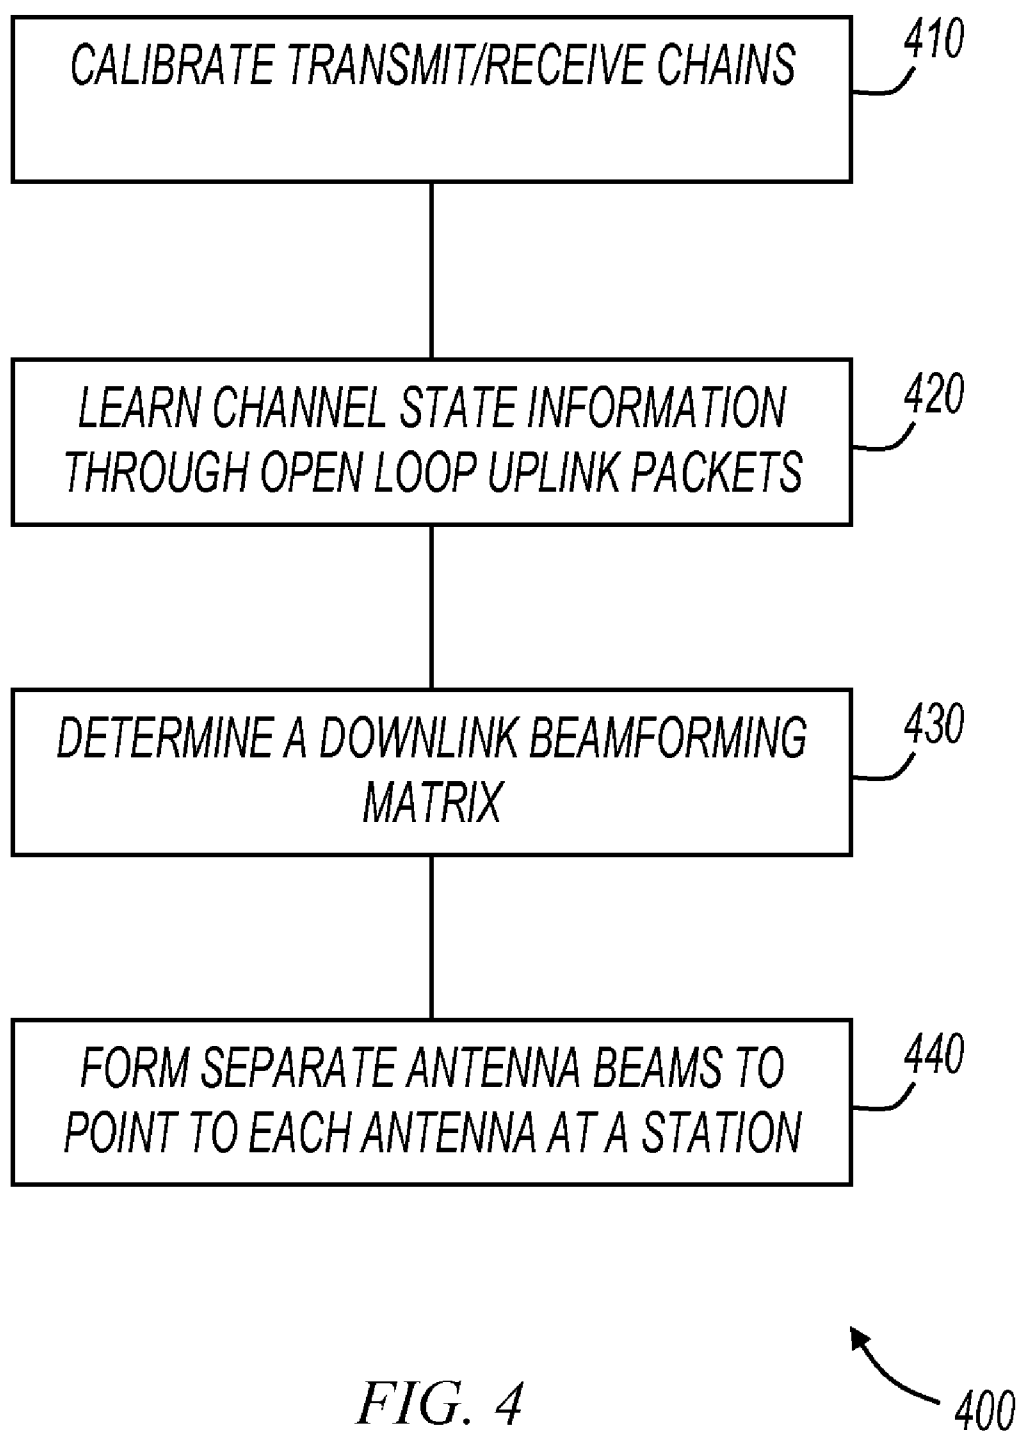 CALIBRATE TRANSMIT/RECEIVE CHAINS
410
LEARN CHANNEL STATE INFORMATION
THROUGH OPEN LOOP UPLINK PACKETS
420
DETERMINE A DOWNLINK BEAMFORMING
MATRIX
430
FORM SEPARATE ANTENNA BEAMS TO
POINT TO EACH ANTENNA AT A STATION
440
FIG. 4
400